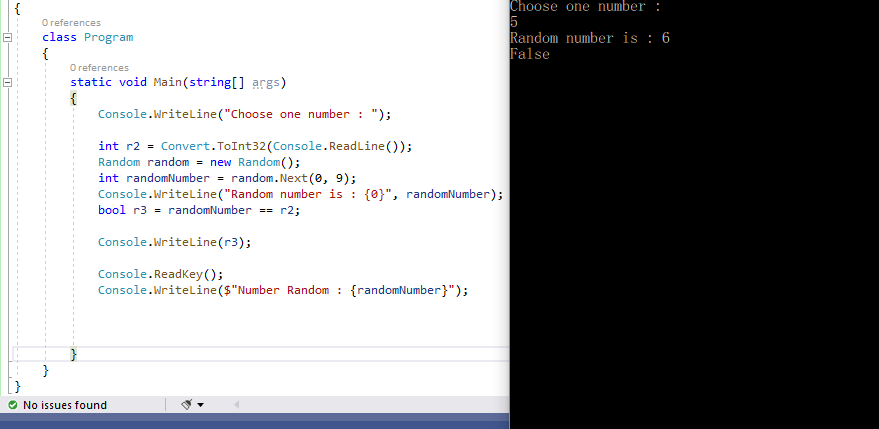 {
0 references
class Program
{
0 references
static void Main(string[] args)
{
Console.WriteLine("Choose one number : ");
int r2 = Convert.ToInt32(Console.ReadLine());
Random random = new Random();
int randomNumber = random.Next(0, 9);
Console.WriteLine("Random number is : {0}", randomNumber);
bool r3 = randomNumber == r2;
Console.WriteLine(r3);
Console.ReadKey();
Console.WriteLine($"Number Random : {randomNumber}");
}
}
}
No issues found
Choose one number :
5
Random number is : 6
False